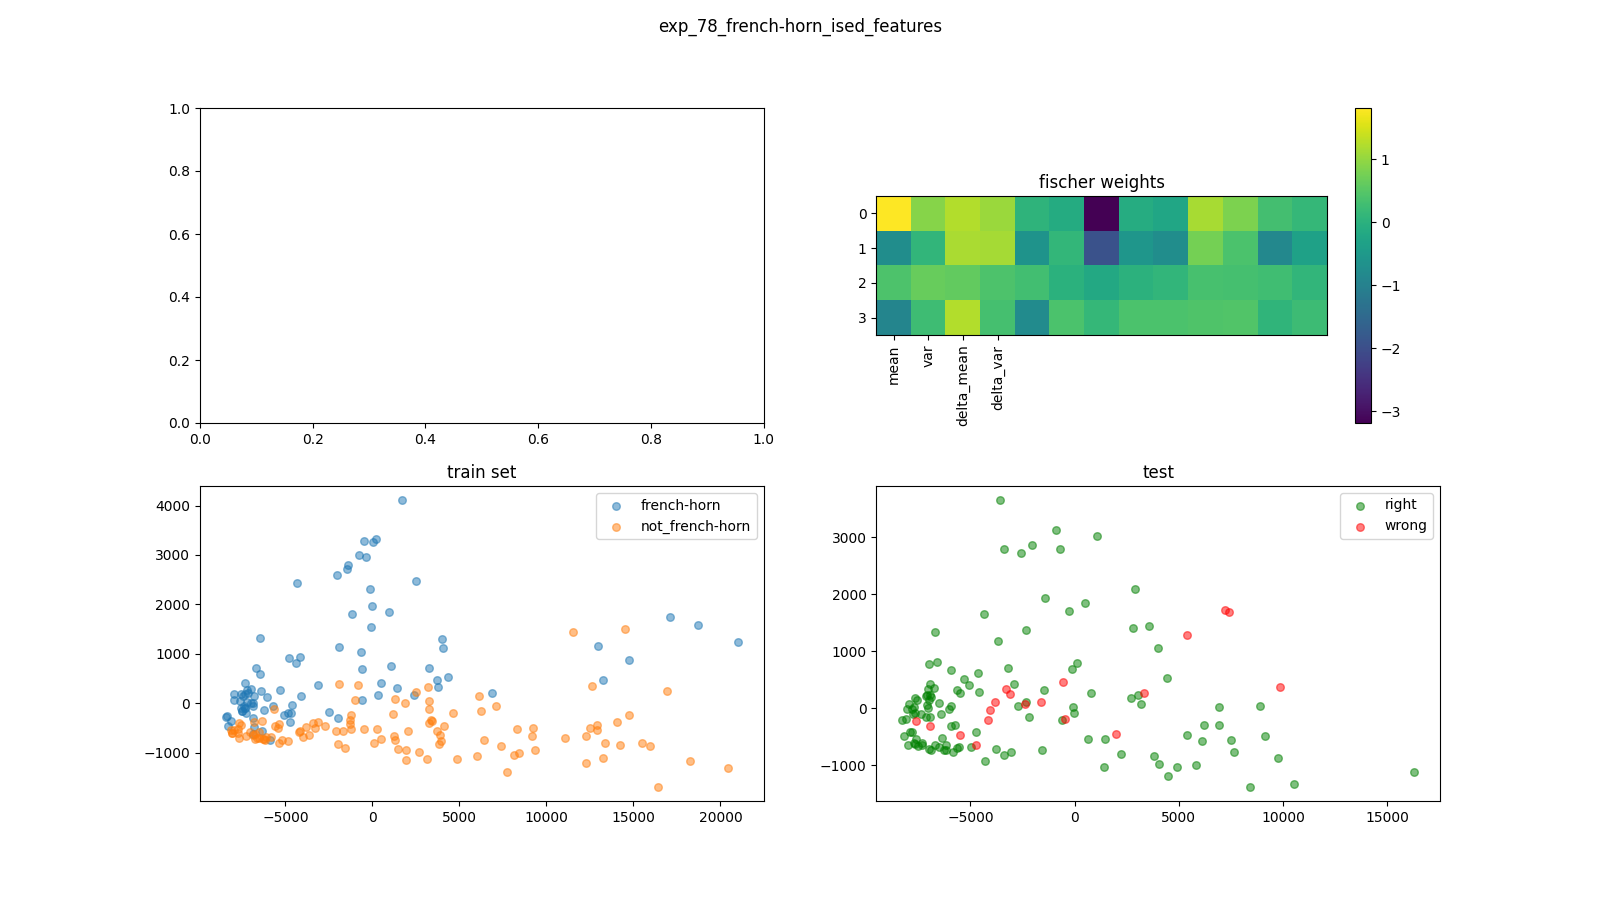 exp_78_french-horn_ised_features
1.0
0.8
0.6
0.4
0.2
0.0
0.0 0.2 0.4 0.6 0.8 1.0
fischer weights
0
1
2
3
mean var delta_mean delta_var
1
0
−1
−2
−3
train set
french-horn
not_french-horn
4000
3000
2000
1000
0
−1000
−5000 0 5000 10000 15000 20000
test
right
wrong
3000
2000
1000
0
−1000
−5000 0 5000 10000 15000